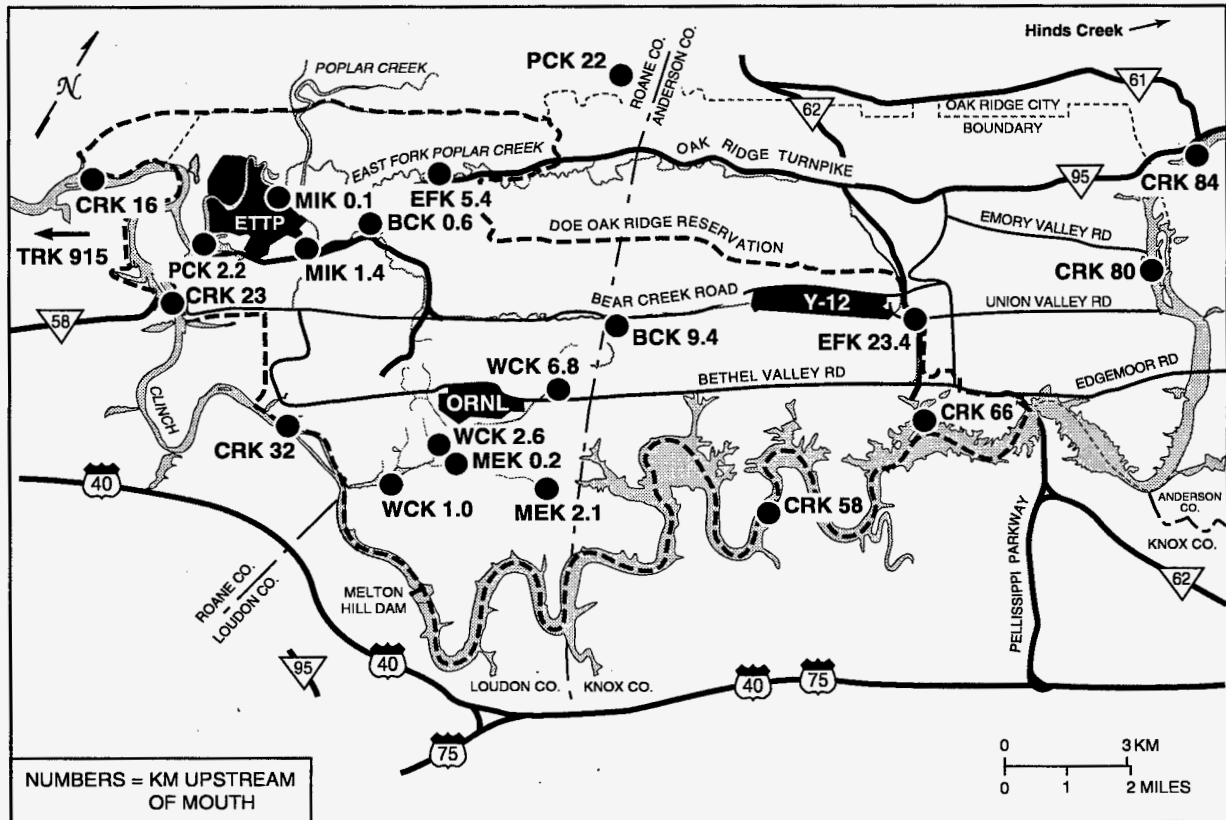 Hinds Creek
N
POPLAR CREEK
PCK 22
ROANE CO.
ANDERSON CO.
62
61
OAK RIDGE CITY
BOUNDARY
OAK RIDGE TURNPIKE
95
CRK 84
EAST FORK POPLAR CREEK
CRK 16
MIK 0.1
EFK 5.4
ETTP
BCK 0.6
EMORY VALLEY RD
DOE OAK RIDGE RESERVATION
TRK 915
PCK 2.2
MIK 1.4
CRK 80
CRK 23
BEAR CREEK ROAD
Y-12
UNION VALLEY RD
58
BCK 9.4
EFK 23.4
WCK 6.8
BETHEL VALLEY RD
EDGEMOOR RD
CLINCH
ORNL
CRK 66
CRK 32
WCK 2.6
MEK 0.2
40
WCK 1.0
MEK 2.1
CRK 58
ANDERSON
CO.
KNOX CO.
PELLISSIPPI PARKWAY
62
ROANE CO.
LOUDON CO.
MELTON
HILL DAM
95
40
LOUDON CO.
KNOX CO.
40
75
75
0
3 KM
0
1
2 MILES
NUMBERS = KM UPSTREAM
OF MOUTH